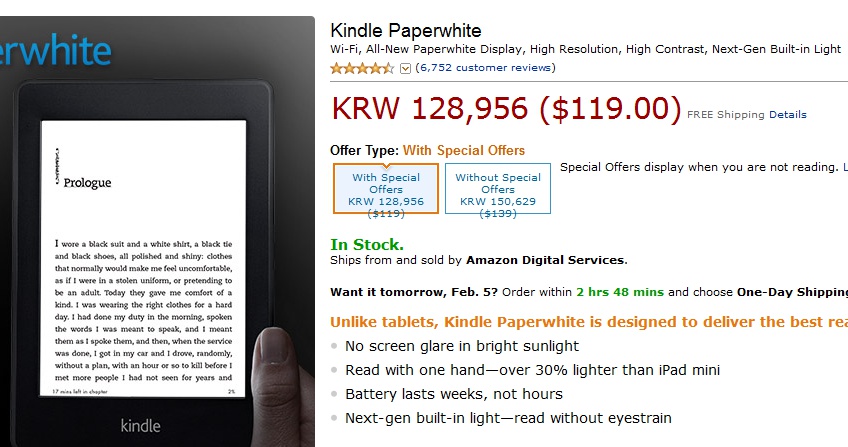 erwhite
Prologue
I wore a black suit and a white shirt, a black tie
and black shoes, all polished and shiny: clothes
that normally would make me feel uncomfortable,
as if I were in a stolen uniform, or pretending to
be an adult. Today they gave me comfort of a
kind. I was wearing the right clothes for a hard
day. I had done my duty in the morning, spoken
the words I was meant to speak, and I meant
them as I spoke them, and then, when the service
was done, I got in my car and I drove, randomly,
without a plan, with an hour or so to kill before I
met more people I had not seen for years and
17 mins left in chapter 2%
kindle
Kindle Paperwhite
Wi-Fi, All-New Paperwhite Display, High Resolution, High Contrast, Next-Gen Built-in Light
(6,752 customer reviews)
KRW 128,956 ($119.00) FREE Shipping Details
Offer Type: With Special Offers
With Special
Offers
KRW 128,956
($119)
Without Special
Offers
KRW 150,629
($139)
Special Offers display when you are not reading. L
In Stock.
Ships from and sold by Amazon Digital Services.
Want it tomorrow, Feb. 5? Order within 2 hrs 48 mins and choose One-Day Shipping
Unlike tablets, Kindle Paperwhite is designed to deliver the best rea
No screen glare in bright sunlight
Read with one hand—over 30% lighter than iPad mini
Battery lasts weeks, not hours
Next-gen built-in light—read without eyestrain